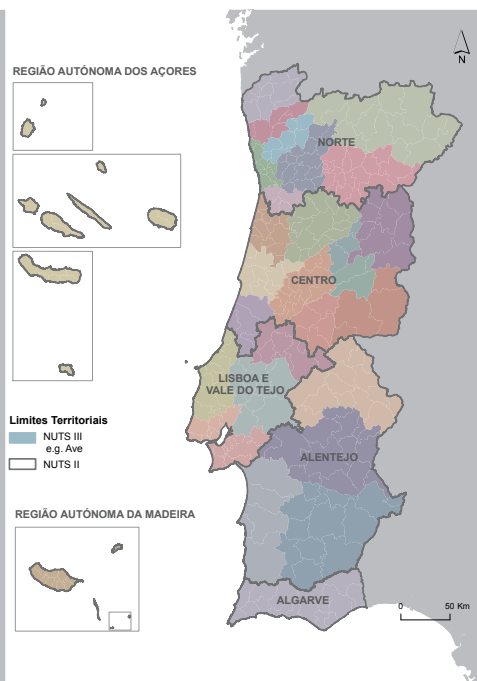 REGIÃO AUTÓNOMA DOS AÇORES
N
NORTE
CENTRO
LISBOA E
VALE DO TEJO
Limites Territoriais
NUTS III
e.g. Ave
NUTS II
ALENTEJO
REGIÃO AUTÓNOMA DA MADEIRA
ALGARVE
0 50 Km